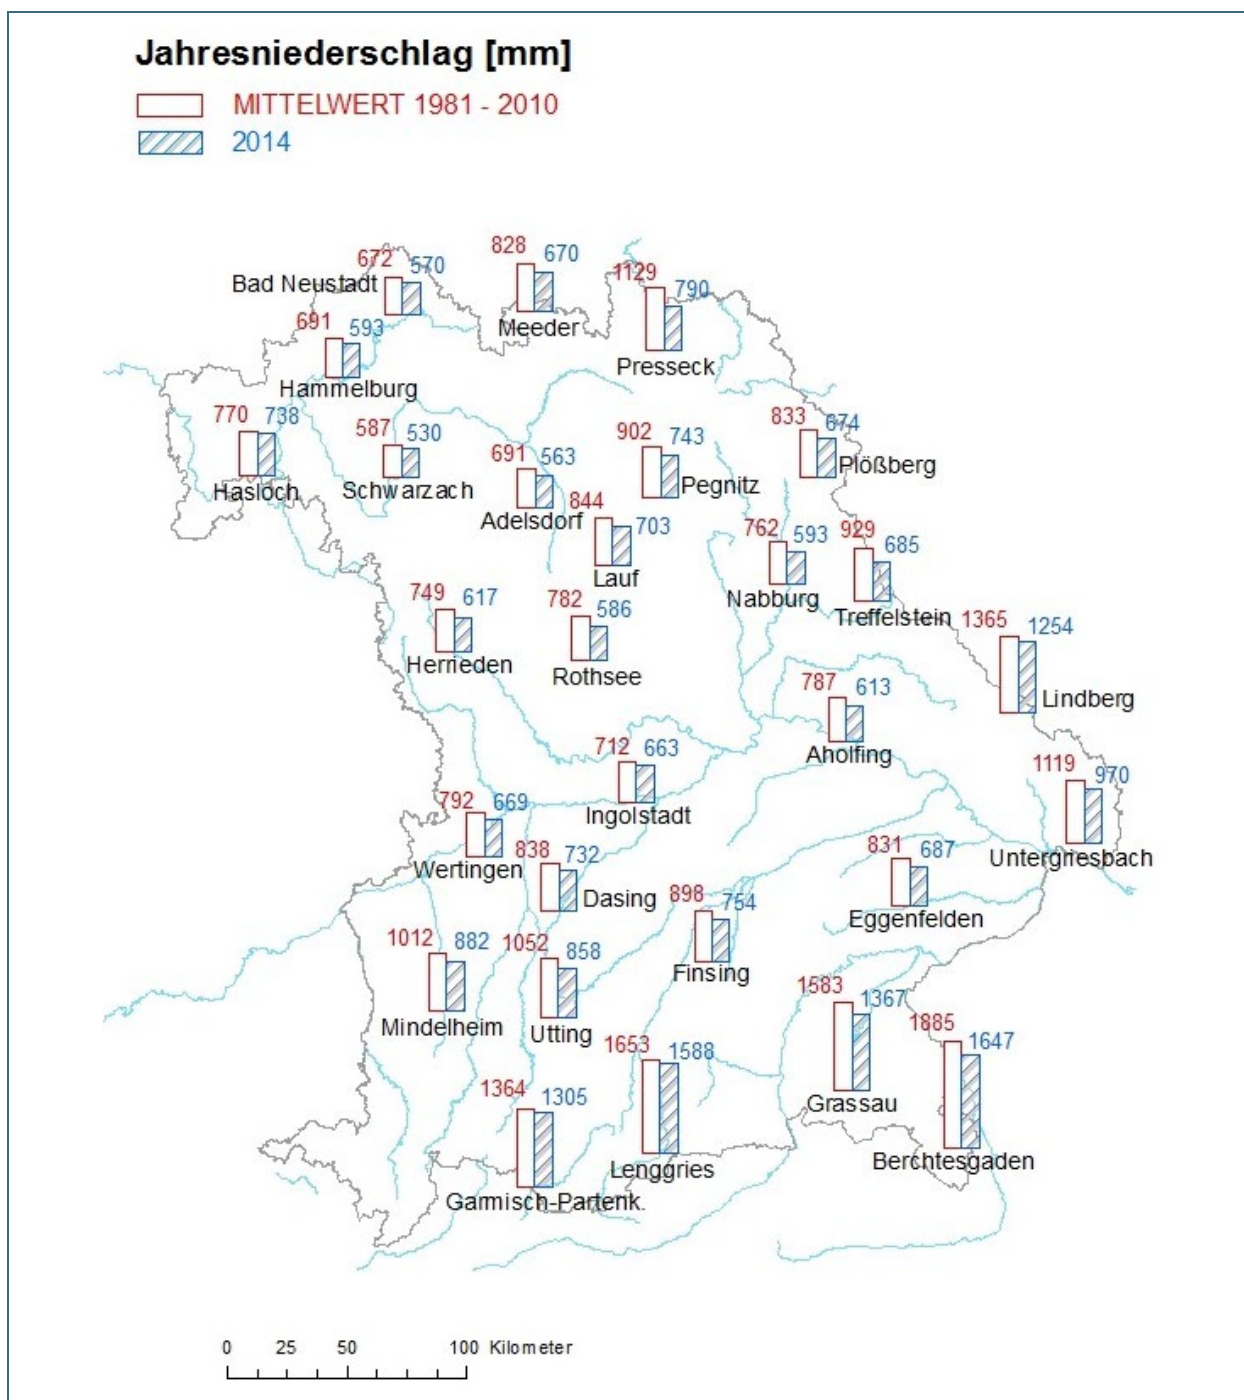 Jahresniederschlag [mm]
MITTELWERT 1981 - 2010
2014
672 570
Bad Neustadt
828 670
Meeder
1129 790
Presseck
691 593
Hammelburg
770 738
Hasloch
587 530
Schwarzach
691 563
Adelsdorf
902 743
Pegnitz
833 674
Plößberg
844 703
Lauf
762 593
Nabburg
929 685
Treffelstein
749 617
Herrieden
782 586
Rothsee
1365 1254
Lindberg
787 613
Aholfing
712 663
Ingolstadt
1119 970
Untergriesbach
792 669
Wertingen
838 732
Dasing
831 687
Eggenfelden
898 754
Finsing
1012 882
Mindelheim
1052 858
Utting
1583 1367
Grassau
1885 1647
Berchtesgaden
1653 1588
Lenggries
1364 1305
Garmisch-Partenk.
0 25 50 100 Kilometer